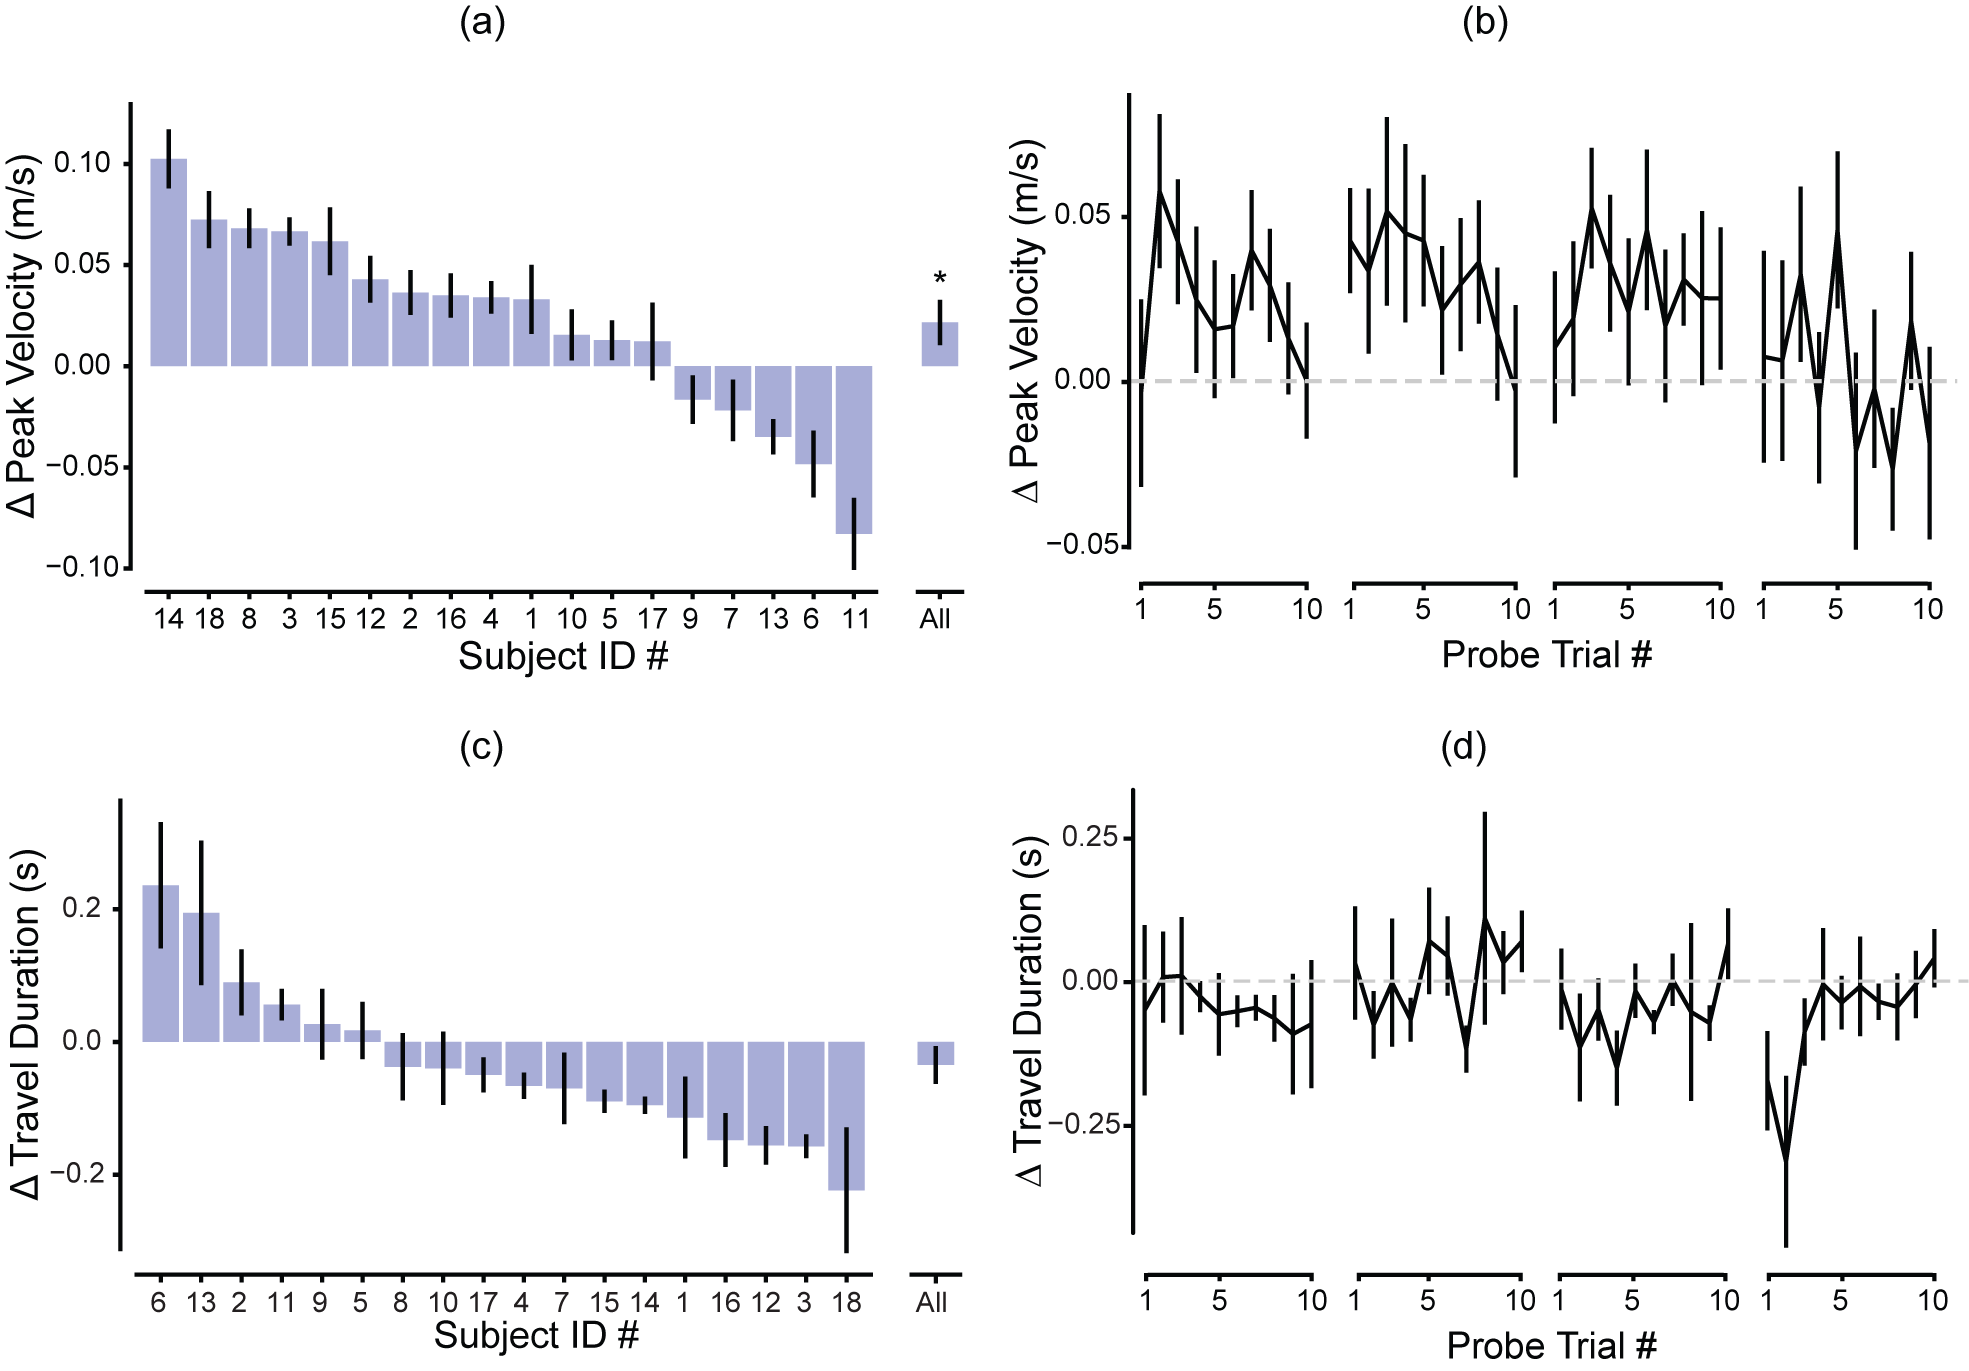 (a)
Δ Peak Velocity (m/s)
0.10
0.05
0.00
−0.05
−0.10
*
14 18 8 3 15 12 2 16 4 1 10 5 17 9 7 13 6 11 All
Subject ID #
(b)
Δ Peak Velocity (m/s)
0.05
0.00
−0.05
1 5 10 1 5 10 1 5 10 1 5 10
Probe Trial #
(c)
Δ Travel Duration (s)
0.2
0.0
−0.2
6 13 2 11 9 5 8 10 17 4 7 15 14 1 16 12 3 18 All
Subject ID #
(d)
Δ Travel Duration (s)
0.25
0.00
−0.25
1 5 10 1 5 10 1 5 10 1 5 10
Probe Trial #